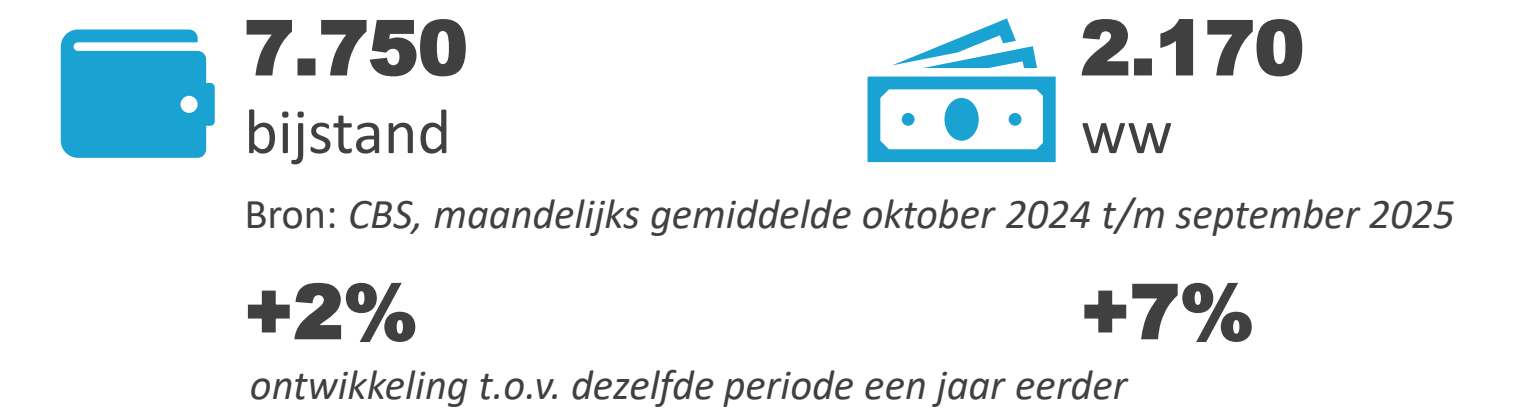 7.750 2.170
bijstand ww
Bron: CBS, maandelijks gemiddelde oktober 2024 t/m september 2025
+2% +7%
ontwikkeling t.o.v. dezelfde periode een jaar eerder